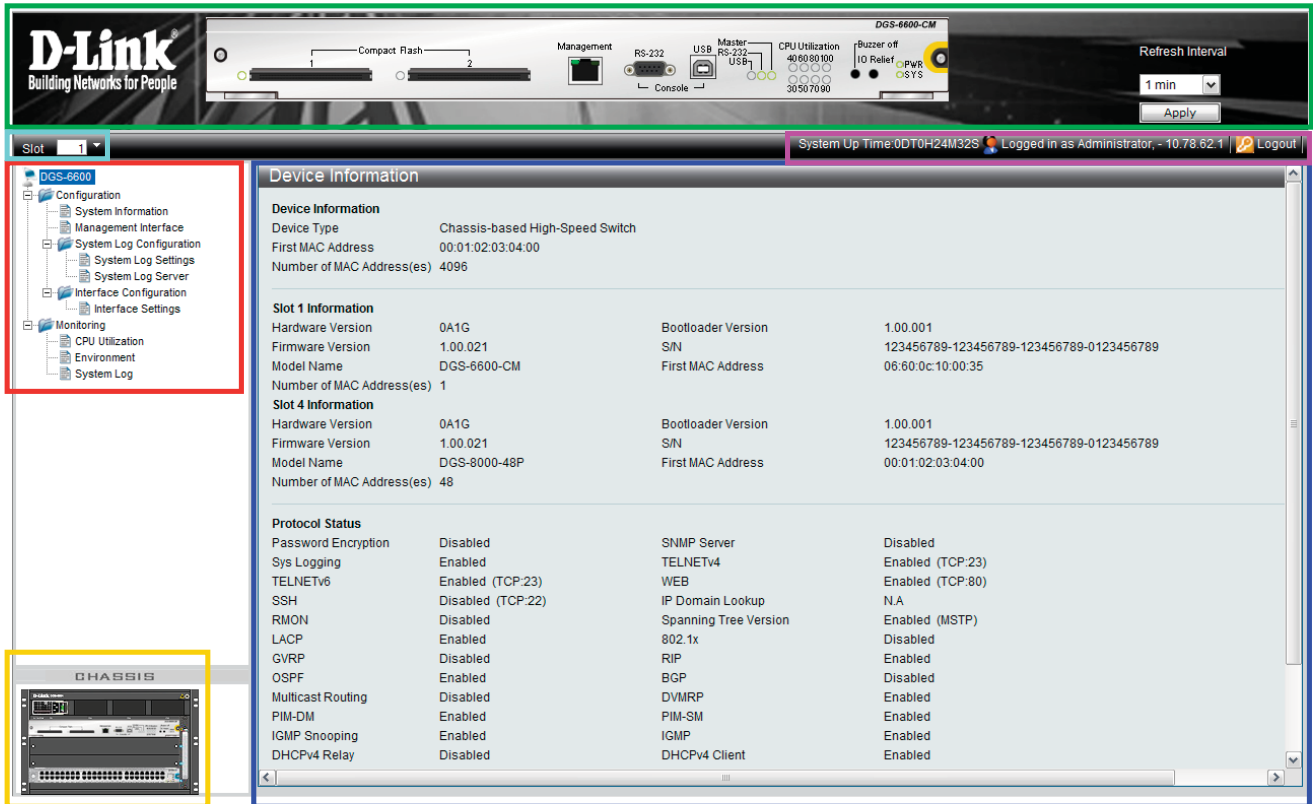 DGS-6600-CM
D-Link
Building Networks for People
Compact Flash
1 2
Management
RS-232
USB
Console
Master
RS-232
USB
CPU Utilization
40 60 80 100
30 50 70 90
Buzzer off
IO Relief
PWR
SYS
Refresh Interval
1 min
Apply
Slot 1
System Up Time:0DT0H24M32S Logged in as Administrator, - 10.78.62.1 Logout
DGS-6600
Configuration
System Information
Management Interface
System Log Configuration
System Log Settings
System Log Server
Interface Configuration
Interface Settings
Monitoring
CPU Utilization
Environment
System Log
CHASSIS
Device Information
Device Information
Device Type Chassis-based High-Speed Switch
First MAC Address 00:01:02:03:04:00
Number of MAC Address(es) 4096
Slot 1 Information
Hardware Version 0A1G Bootloader Version 1.00.001
Firmware Version 1.00.021 S/N 123456789-123456789-123456789-0123456789
Model Name DGS-6600-CM First MAC Address 06:60:0c:10:00:35
Number of MAC Address(es) 1
Slot 4 Information
Hardware Version 0A1G Bootloader Version 1.00.001
Firmware Version 1.00.021 S/N 123456789-123456789-123456789-0123456789
Model Name DGS-8000-48P First MAC Address 00:01:02:03:04:00
Number of MAC Address(es) 48
Protocol Status
Password Encryption Disabled SNMP Server Disabled
Sys Logging Enabled TELNETv4 Enabled (TCP:23)
TELNETv6 Enabled (TCP:23) WEB Enabled (TCP:80)
SSH Disabled (TCP:22) IP Domain Lookup N.A
RMON Disabled Spanning Tree Version Enabled (MSTP)
LACP Enabled 802.1x Disabled
GVRP Disabled RIP Enabled
OSPF Enabled BGP Disabled
Multicast Routing Disabled DVMRP Enabled
PIM-DM Enabled PIM-SM Enabled
IGMP Snooping Enabled IGMP Enabled
DHCPv4 Relay Disabled DHCPv4 Client Enabled